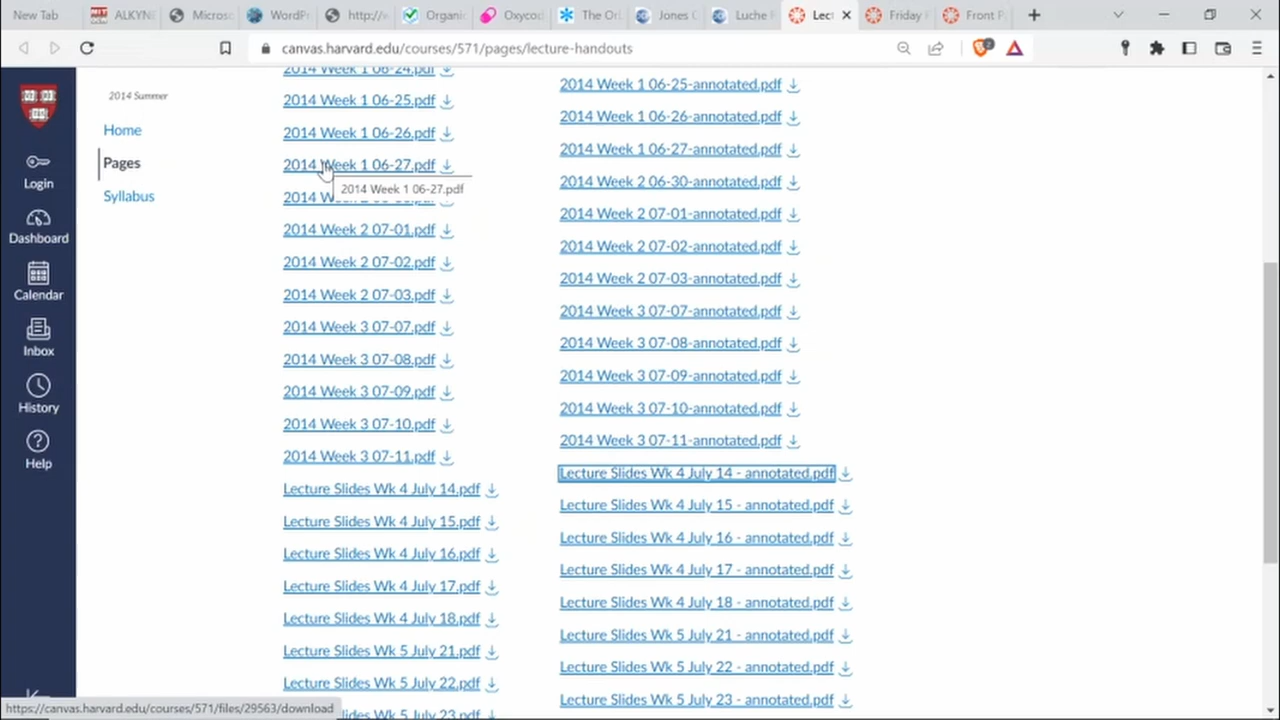 New Tab
ALKYNE
Micros
WordPr
http://w
Organi
Oxycod
The Or
Jones C
Luche
Lect
Friday
Front P
canvas.harvard.edu/courses/571/pages/lecture-handouts
2014 Summer
Home
Pages
Syllabus
Login
Dashboard
Calendar
Inbox
History
Help
2014 Week 1 06-24.pdf
2014 Week 1 06-25.pdf
2014 Week 1 06-26.pdf
2014 Week 1 06-27.pdf
2014 Week 1 06-27.pdf
2014 W
2014 Week 2 07-01.pdf
2014 Week 2 07-02.pdf
2014 Week 2 07-03.pdf
2014 Week 3 07-07.pdf
2014 Week 3 07-08.pdf
2014 Week 3 07-09.pdf
2014 Week 3 07-10.pdf
2014 Week 3 07-11.pdf
Lecture Slides Wk 4 July 14.pdf
Lecture Slides Wk 4 July 15.pdf
Lecture Slides Wk 4 July 16.pdf
Lecture Slides Wk 4 July 17.pdf
Lecture Slides Wk 4 July 18.pdf
Lecture Slides Wk 5 July 21.pdf
Lecture Slides Wk 5 July 22.pdf
ides Wk 5 July 23.pdf
2014 Week 1 06-25-annotated.pdf
2014 Week 1 06-26-annotated.pdf
2014 Week 1 06-27-annotated.pdf
2014 Week 2 06-30-annotated.pdf
2014 Week 2 07-01-annotated.pdf
2014 Week 2 07-02-annotated.pdf
2014 Week 2 07-03-annotated.pdf
2014 Week 3 07-07-annotated.pdf
2014 Week 3 07-08-annotated.pdf
2014 Week 3 07-09-annotated.pdf
2014 Week 3 07-10-annotated.pdf
2014 Week 3 07-11-annotated.pdf
Lecture Slides Wk 4 July 14 - annotated.pdf
Lecture Slides Wk 4 July 15 - annotated.pdf
Lecture Slides Wk 4 July 16 - annotated.pdf
Lecture Slides Wk 4 July 17 - annotated.pdf
Lecture Slides Wk 4 July 18 - annotated.pdf
Lecture Slides Wk 5 July 21 - annotated.pdf
Lecture Slides Wk 5 July 22 - annotated.pdf
Lecture Slides Wk 5 July 23 - annotated.pdf
https://canvas.harvard.edu/courses/571/files/29563/download